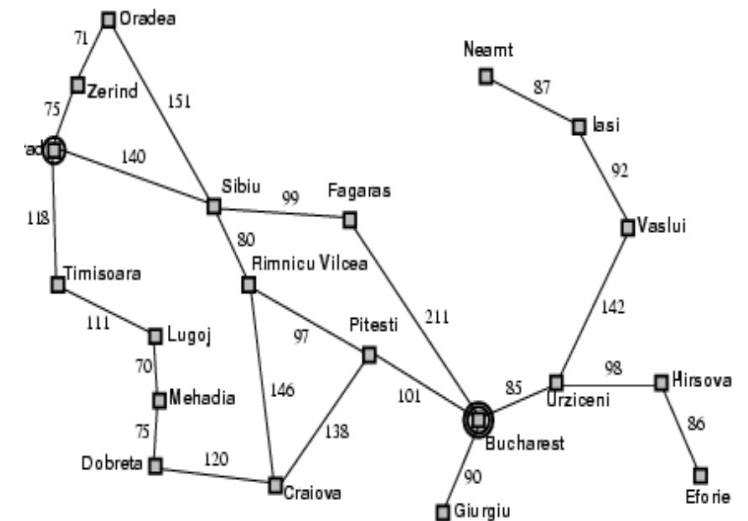 Oradea
71
Neamt
Zerind
87
151
75
Iasi
rad
140
92
Sibiu
Fagaras
99
118
Vaslui
80
Timisoara
Rimnicu Vilcea
142
111
211
Lugoj
97
Pitesti
70
98
Hirsova
85
146
101
Mehadia
Urziceni
86
75
138
Bucharest
Dobreta
120
90
Craiova
Eforie
Giurgiu